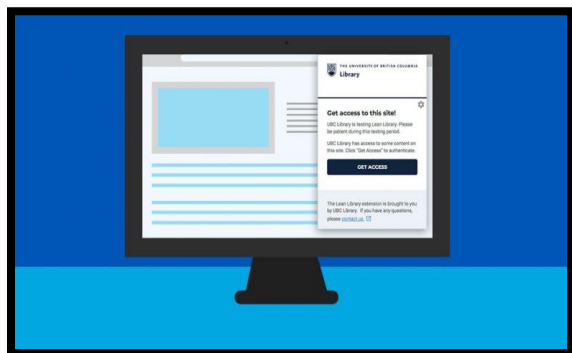 THE UNIVERSITY OF BRITISH COLUMBIA
Library
Get access to this site!
UBC Library is testing Lean Library. Please
be patient during this testing period.
UBC Library has access to some content on
this site. Click "Get Access" to authenticate.
GET ACCESS
The Lean Library extension is brought to you
by UBC Library. If you have any questions,
please contact us.